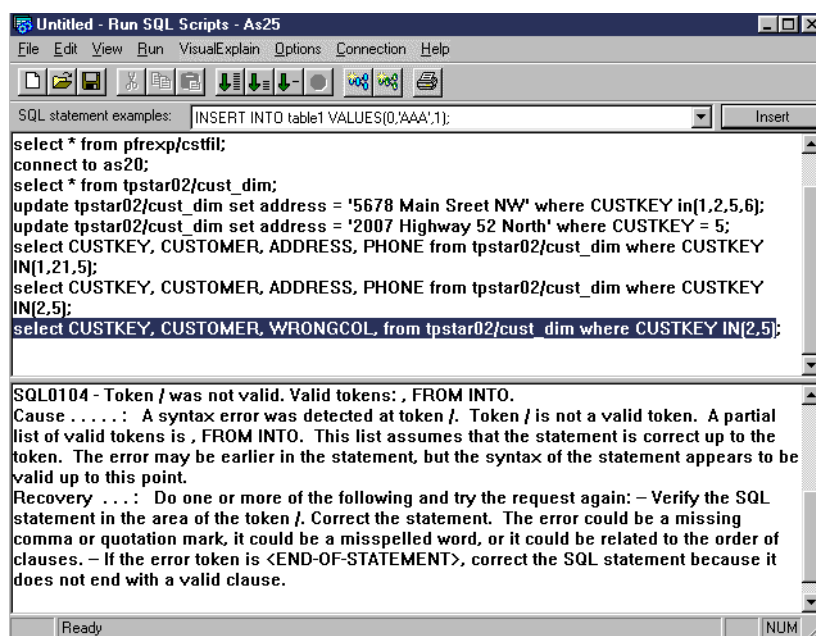 Untitled - Run SQL Scripts - As25
File Edit View Run VisualExplain Options Connection Help
SQL statement examples: INSERT INTO table1 VALUES(0,'AAA',1); Insert
select * from pfrexp/cstfil;
connect to as20;
select * from tpstar02/cust_dim;
update tpstar02/cust_dim set address = '5678 Main Sreet NW' where CUSTKEY in(1,2,5,6);
update tpstar02/cust_dim set address = '2007 Highway 52 North' where CUSTKEY = 5;
select CUSTKEY, CUSTOMER, ADDRESS, PHONE from tpstar02/cust_dim where CUSTKEY
IN(1,21,5);
select CUSTKEY, CUSTOMER, ADDRESS, PHONE from tpstar02/cust_dim where CUSTKEY
IN(2,5);
select CUSTKEY, CUSTOMER, WRONGCOL, from tpstar02/cust_dim where CUSTKEY IN(2,5);
SQL0104 - Token / was not valid. Valid tokens: , FROM INTO.
Cause . . . . . : A syntax error was detected at token /. Token / is not a valid token. A partial
list of valid tokens is , FROM INTO. This list assumes that the statement is correct up to the
token. The error may be earlier in the statement, but the syntax of the statement appears to be
valid up to this point.
Recovery . . . : Do one or more of the following and try the request again: – Verify the SQL
statement in the area of the token /. Correct the statement. The error could be a missing
comma or quotation mark, it could be a misspelled word, or it could be related to the order of
clauses. – If the error token is <END-OF-STATEMENT>, correct the SQL statement because it
does not end with a valid clause.
Ready NUM